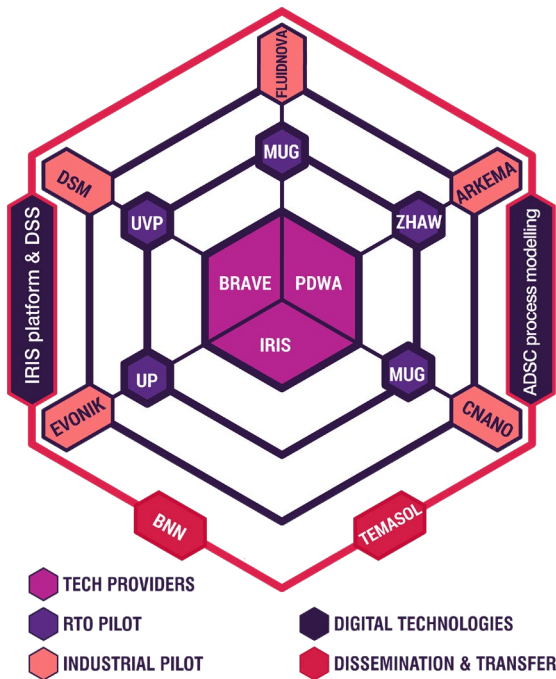 FLUIDNOVA
MUG
DSM
ARKEMA
UVP
ZHAW
IRIS platform & DSS
BRAVE
PDWA
ADSC process modelling
IRIS
UP
MUG
EVONIK
CNANO
BNN
TEMASOL
TECH PROVIDERS
RTO PILOT
DIGITAL TECHNOLOGIES
INDUSTRIAL PILOT
DISSEMINATION & TRANSFER